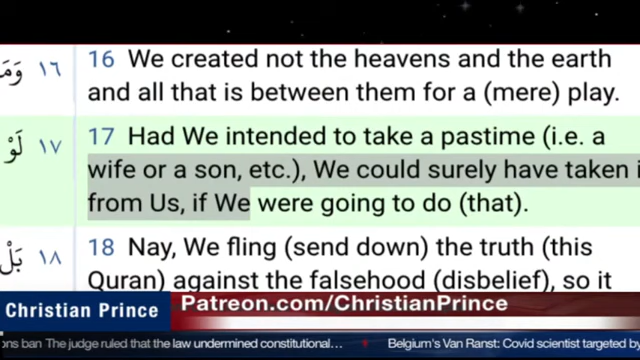 16 We created not the heavens and the earth
وَمَ ١٦
and all that is between them for a (mere) play.
17 Had We intended to take a pastime (i.e. a
لَوْ ١٧
wife or a son, etc.), We could surely have taken i
from Us, if We were going to do (that).
18 Nay, We fling (send down) the truth (this
بَلْ ١٨
Quran) against the falsehood (disbelief), so it
Christian Prince
Patreon.com/ChristianPrince
ons ban The judge ruled that the law undermined constitutional...
Belgium's Van Ranst: Covid scientist targeted by